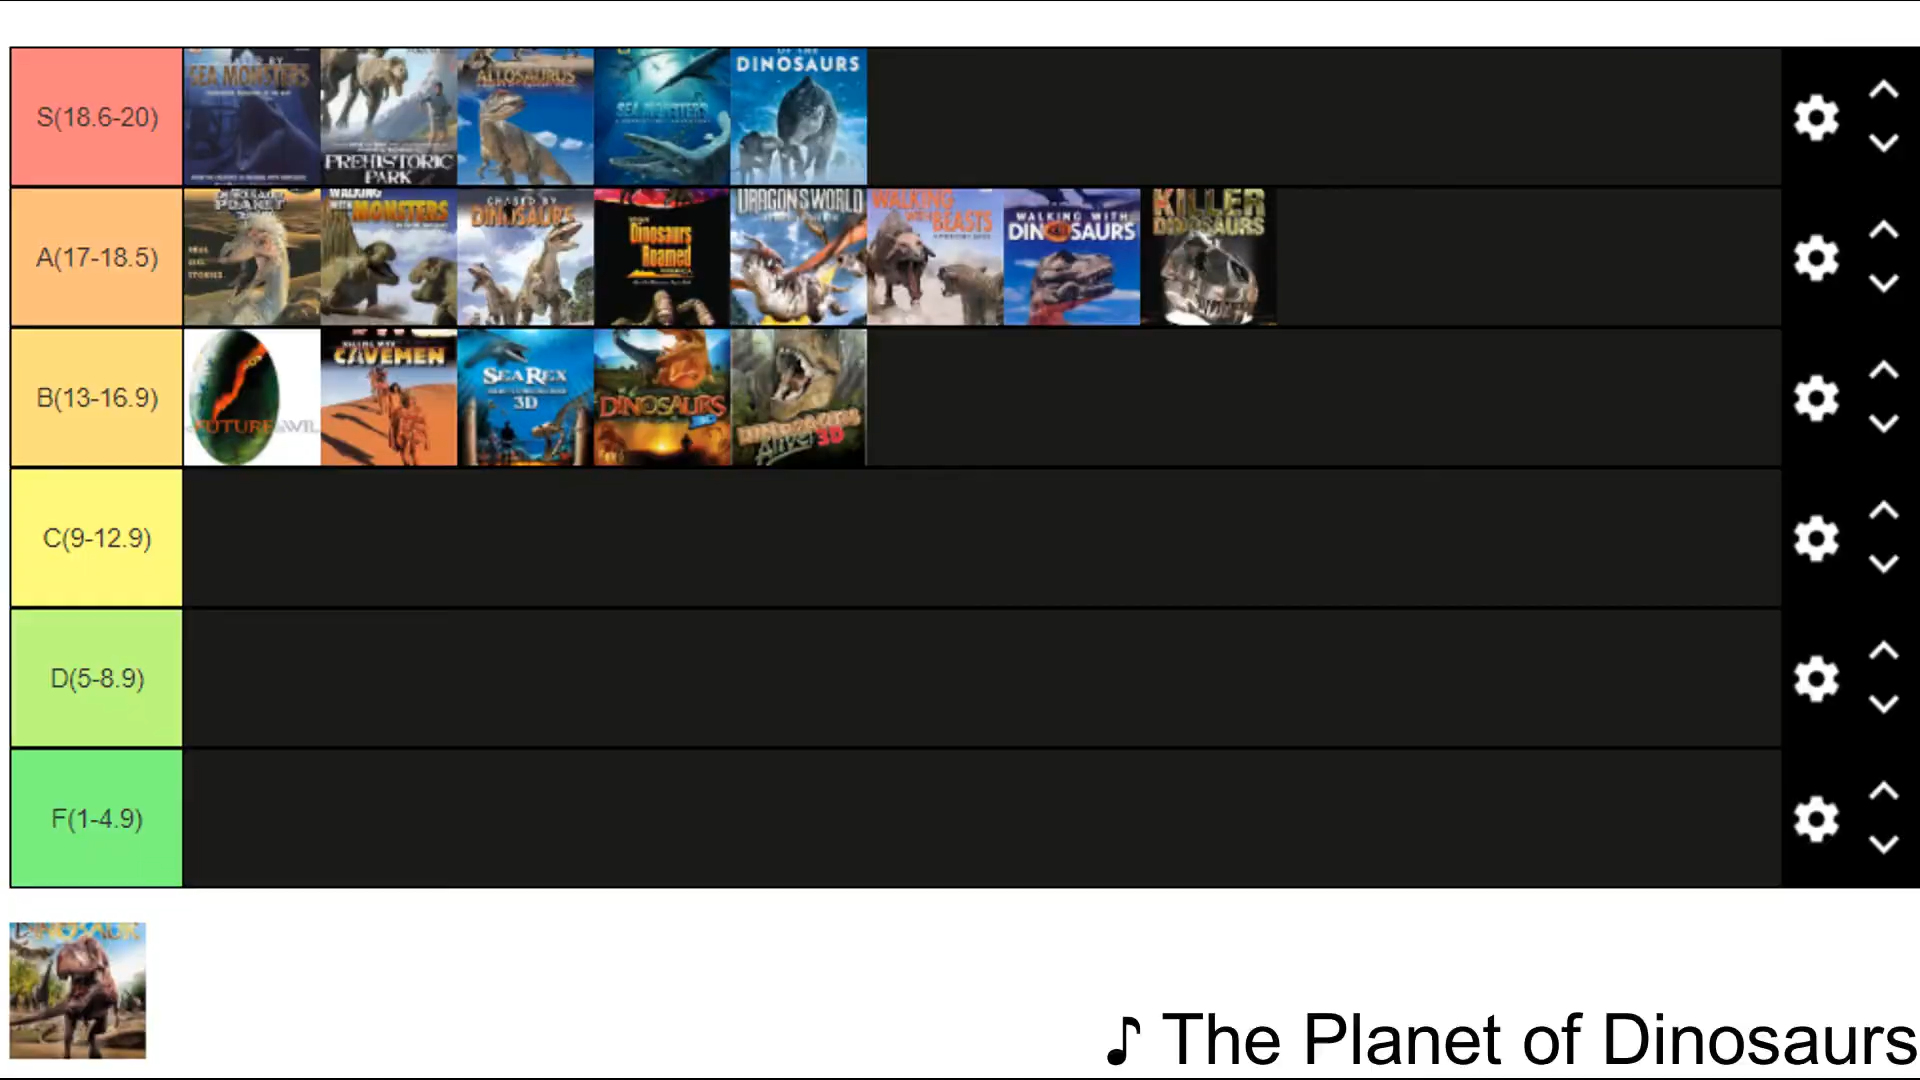 S(18.6-20)
SEA MONSTERS
PREHISTORIC
PARK
ALLOSAURUS
SEA MONSTERS
DINOSAURS
A(17-18.5)
PLANET
WALKING
WITH MONSTERS
CHASED BY
DINOSAURS
Dinosaurs
Roamed
DRAGONS WORLD
WALKING
WITH BEASTS
WALKING WITH
DINOSAURS
KILLER
DINOSAURS
B(13-16.9)
FUTURE WIL
CAVEMEN
SEA REX
3D
DINOSAURS
DINOSAURS
Alive! 3D
C(9-12.9)
D(5-8.9)
F(1-4.9)
DINOSAUR
♪ The Planet of Dinosaurs